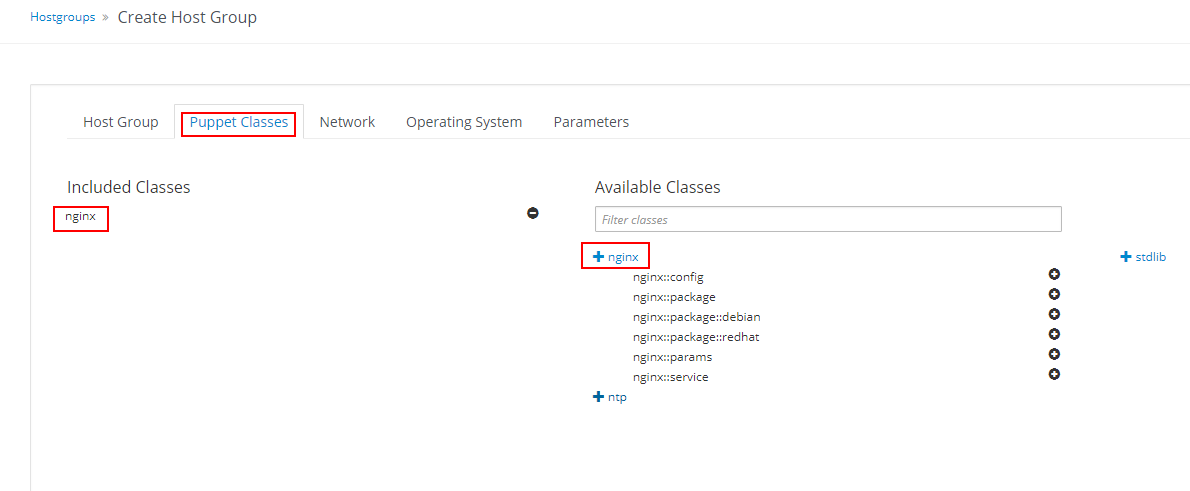 Hostgroups » Create Host Group
Host Group Puppet Classes Network Operating System Parameters
Included Classes
nginx
Available Classes
Filter classes
nginx
nginx::config
nginx::package
nginx::package::debian
nginx::package::redhat
nginx::params
nginx::service
ntp
stdlib